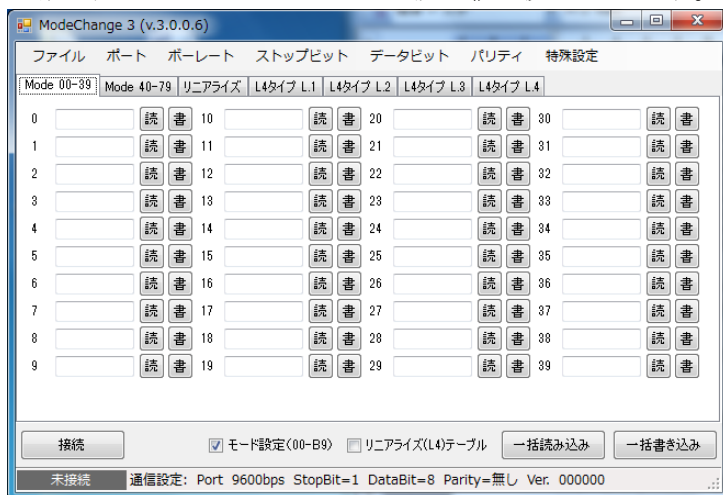 ModeChange 3 (v.3.0.0.6)
ファイル ポート ボーレート ストップビット データビット パリティ 特殊設定
Mode 00-39 Mode 40-79 リニアライズ L4タイプ L.1 L4タイプ L.2 L4タイプ L.3 L4タイプ L.4
0 読 書 10 読 書 20 読 書 30 読 書
1 読 書 11 読 書 21 読 書 31 読 書
2 読 書 12 読 書 22 読 書 32 読 書
3 読 書 13 読 書 23 読 書 33 読 書
4 読 書 14 読 書 24 読 書 34 読 書
5 読 書 15 読 書 25 読 書 35 読 書
6 読 書 16 読 書 26 読 書 36 読 書
7 読 書 17 読 書 27 読 書 37 読 書
8 読 書 18 読 書 28 読 書 38 読 書
9 読 書 19 読 書 29 読 書 39 読 書
接続 モード設定(00-B9) リニアライズ(L4)テーブル 一括読み込み 一括書き込み
未接続 通信設定: Port 9600bps StopBit=1 DataBit=8 Parity=無し Ver. 000000